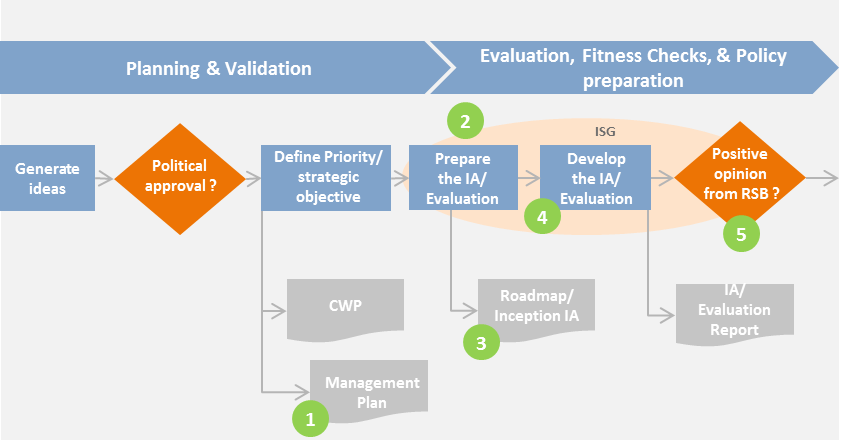 Planning & Validation
Evaluation, Fitness Checks, & Policy
preparation
2
ISG
Generate
ideas
Political
approval ?
Define Priority/
strategic
objective
Prepare
the IA/
Evaluation
Develop
the IA/
Evaluation
Positive
opinion
from RSB ?
4
5
CWP
Roadmap/
Inception IA
IA/
Evaluation
Report
3
Management
Plan
1